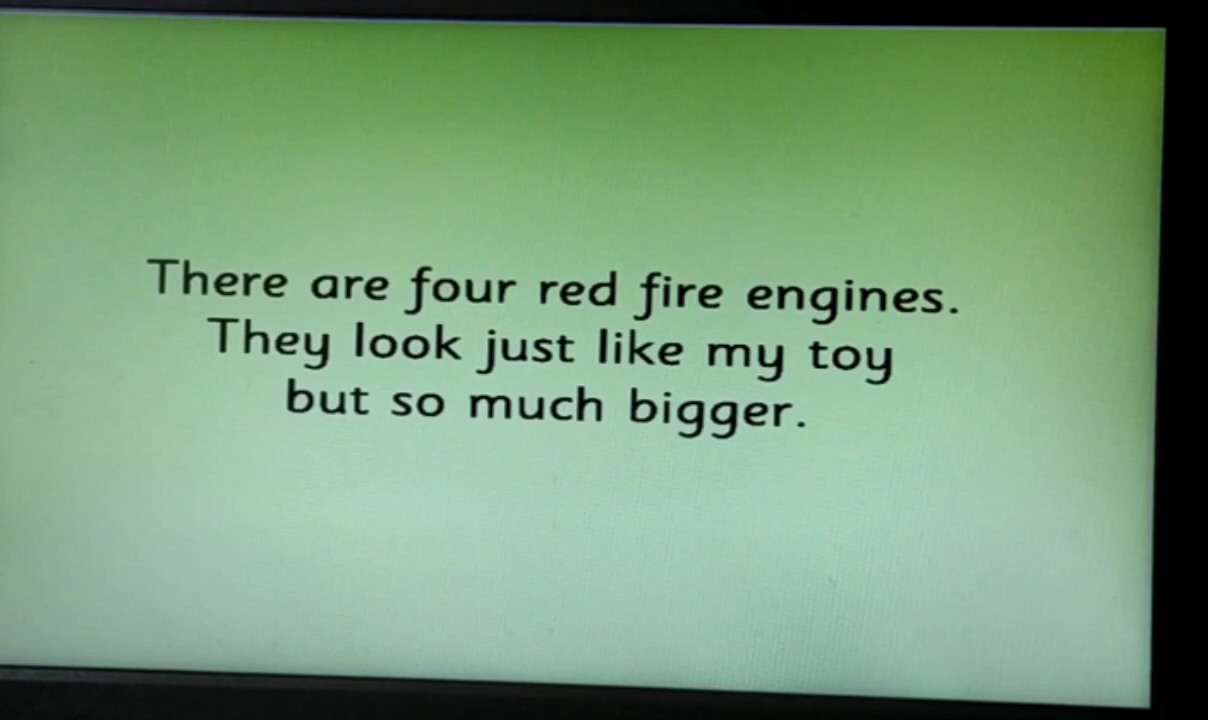 There are four red fire engines.
They look just like my toy
but so much bigger.